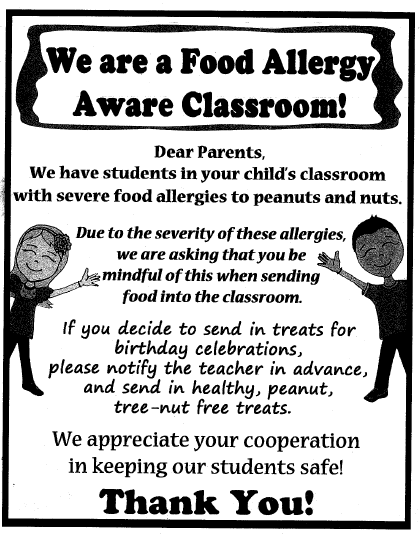 We are a Food Allergy
Aware Classroom!
Dear Parents,
We have students in your child's classroom
with severe food allergies to peanuts and nuts.
Due to the severity of these allergies,
we are asking that you be
mindful of this when sending
food into the classroom.
If you decide to send in treats for
birthday celebrations,
please notify the teacher in advance,
and send in healthy, peanut,
tree-nut free treats.
We appreciate your cooperation
in keeping our students safe!
Thank You!